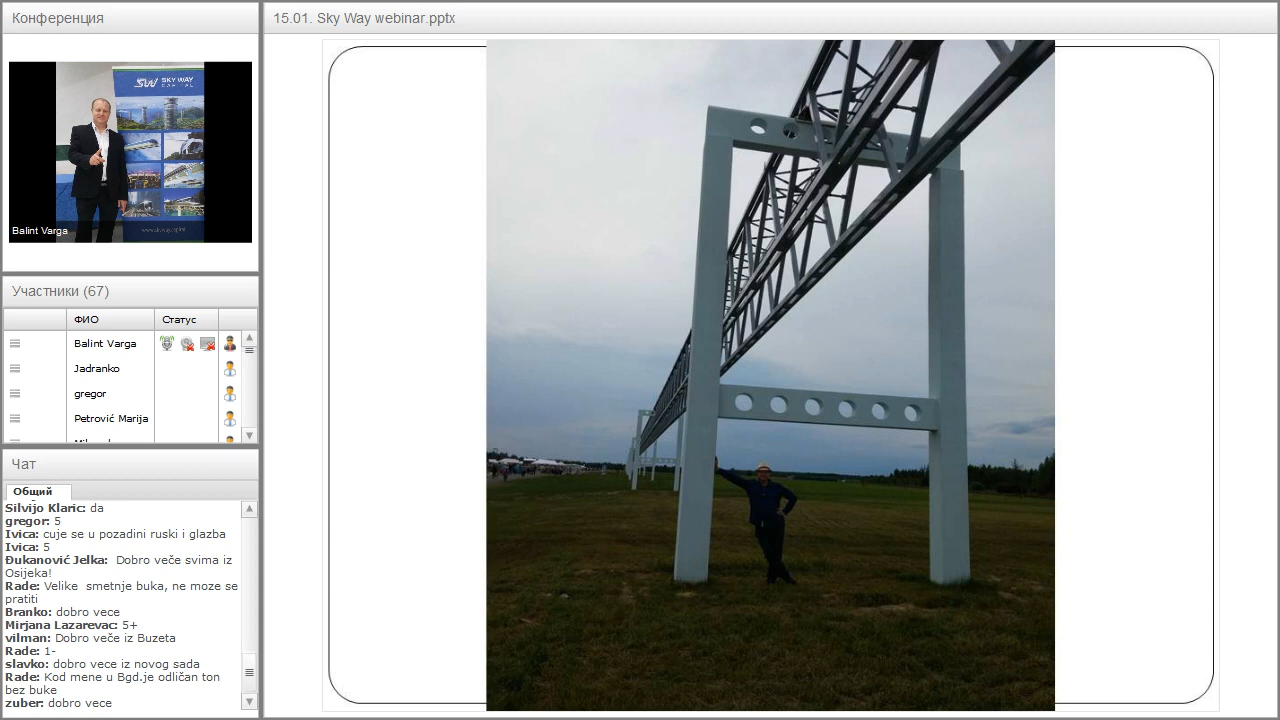 Конференция
15.01. Sky Way webinar.pptx
SW SKY WAY
CAPITAL
Balint Varga
Участники (67)
ФИО Статус
Balint Varga
Jadranko
gregor
Petrović Marija
Чат
Общий
Silvijo Klarić: da
gregor: 5
Ivica: cuje se u pozadini ruski i glazba
Ivica: 5
Đukanović Jelka: Dobro veče svima iz
Osijeka!
Rade: Velike smetnje buka, ne moze se
pratiti
Branko: dobro vece
Mirjana Lazarevac: 5+
vilman: Dobro veče iz Buzeta
Rade: 1-
slavko: dobro vece iz novog sada
Rade: Kod mene u Bgd.je odličan ton
bez buke
zuber: dobro vece